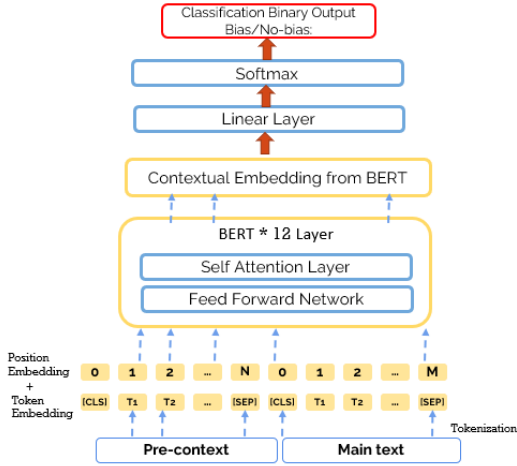 Classification Binary Output
Bias/No-bias:
Softmax
Linear Layer
Contextual Embedding from BERT
BERT * 12 Layer
Self Attention Layer
Feed Forward Network
Position
Embedding
+
Token
Embedding
0 1 2 ... N 0 1 2 ... M
[CLS] T1 T2 ... [SEP] [CLS] T1 T2 ... [SEP]
Tokenization
Pre-context Main text